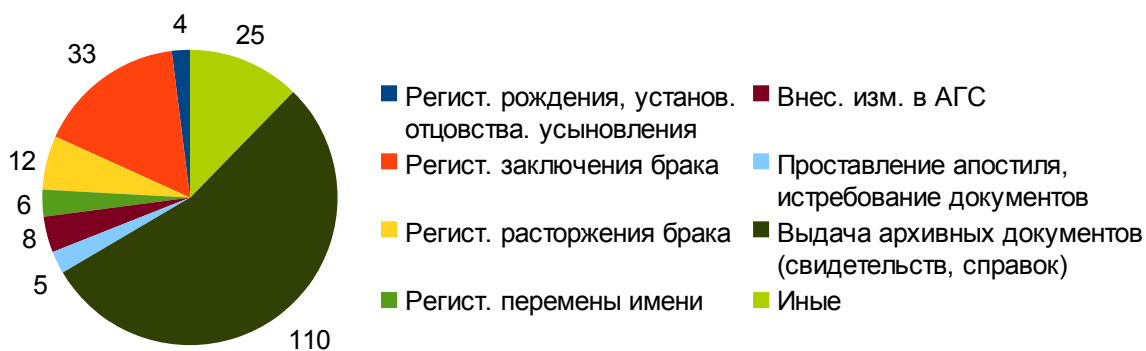 4
25
33
12
6
8
5
110
Регист. рождения, установ.
отцовства. усыновления
Внес. изм. в АГС
Регист. заключения брака
Проставление апостиля,
истребование документов
Регист. расторжения брака
Выдача архивных документов
(свидетельств, справок)
Регист. перемены имени
Иные